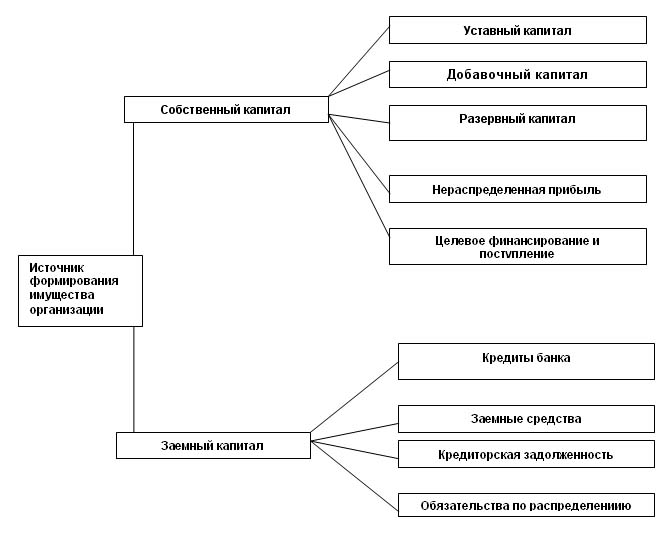 Уставный капитал
Добавочный капитал
Собственный капитал
Разервный капитал
Нераспределенная прибыль
Целевое финансирование и
поступление
Источник
формирования
имущества
организации
Кредиты банка
Заемные средства
Заемный капитал
Кредиторская задолженность
Обязательства по распределениию